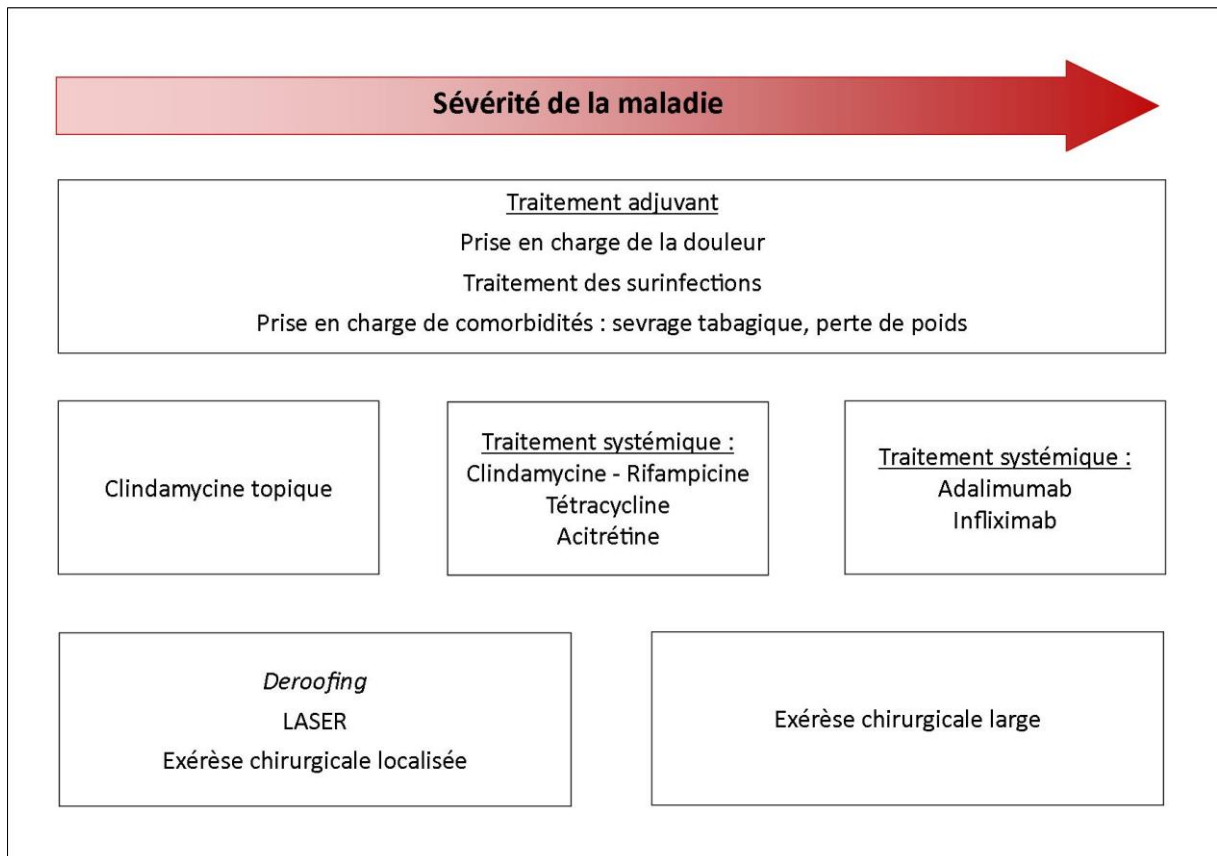 Sévérité de la maladie
Traitement adjuvant
Prise en charge de la douleur
Traitement des surinfections
Prise en charge de comorbidités : sevrage tabagique, perte de poids
Clindamycine topique
Traitement systémique :
Clindamycine - Rifampicine
Tétracycline
Acitrétine
Traitement systémique :
Adalimumab
Infliximab
Deroofing
LASER
Exérèse chirurgicale localisée
Exérèse chirurgicale large